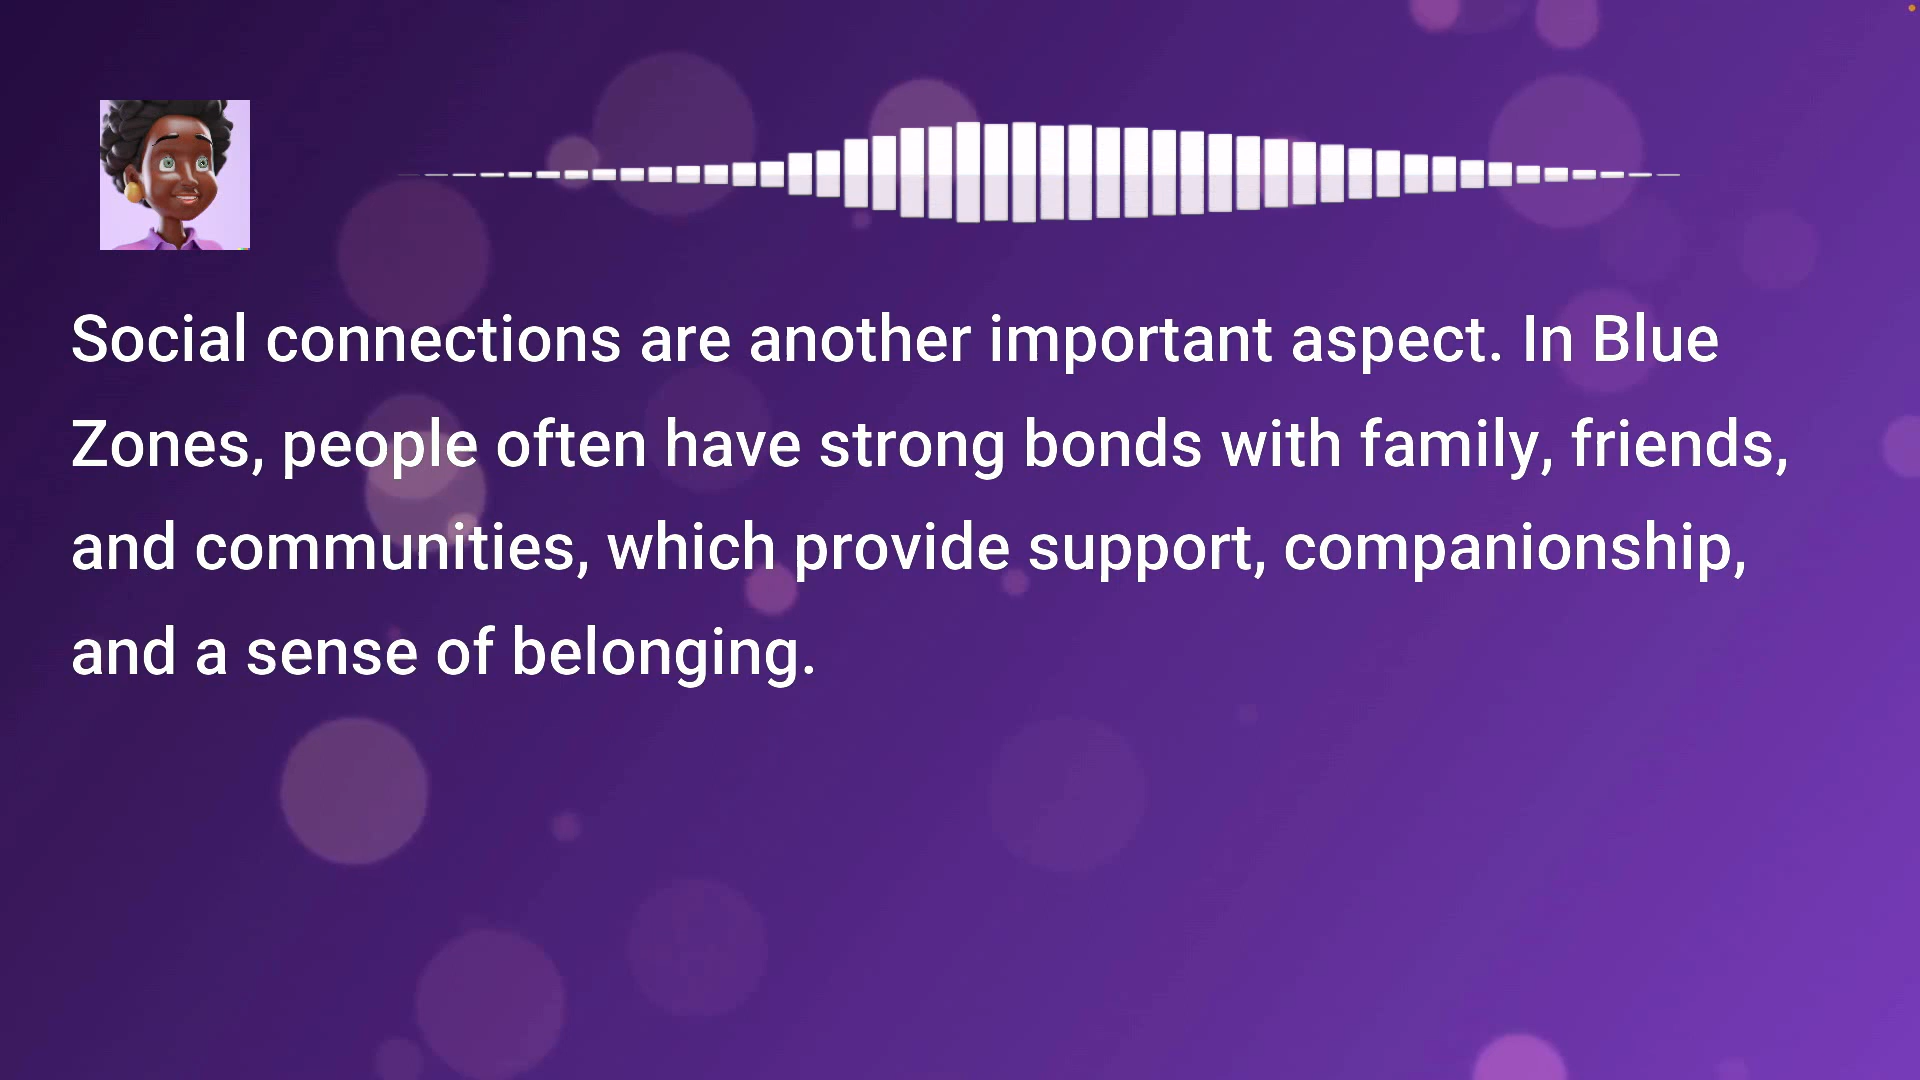 Social connections are another important aspect. In Blue
Zones, people often have strong bonds with family, friends,
and communities, which provide support, companionship,
and a sense of belonging.